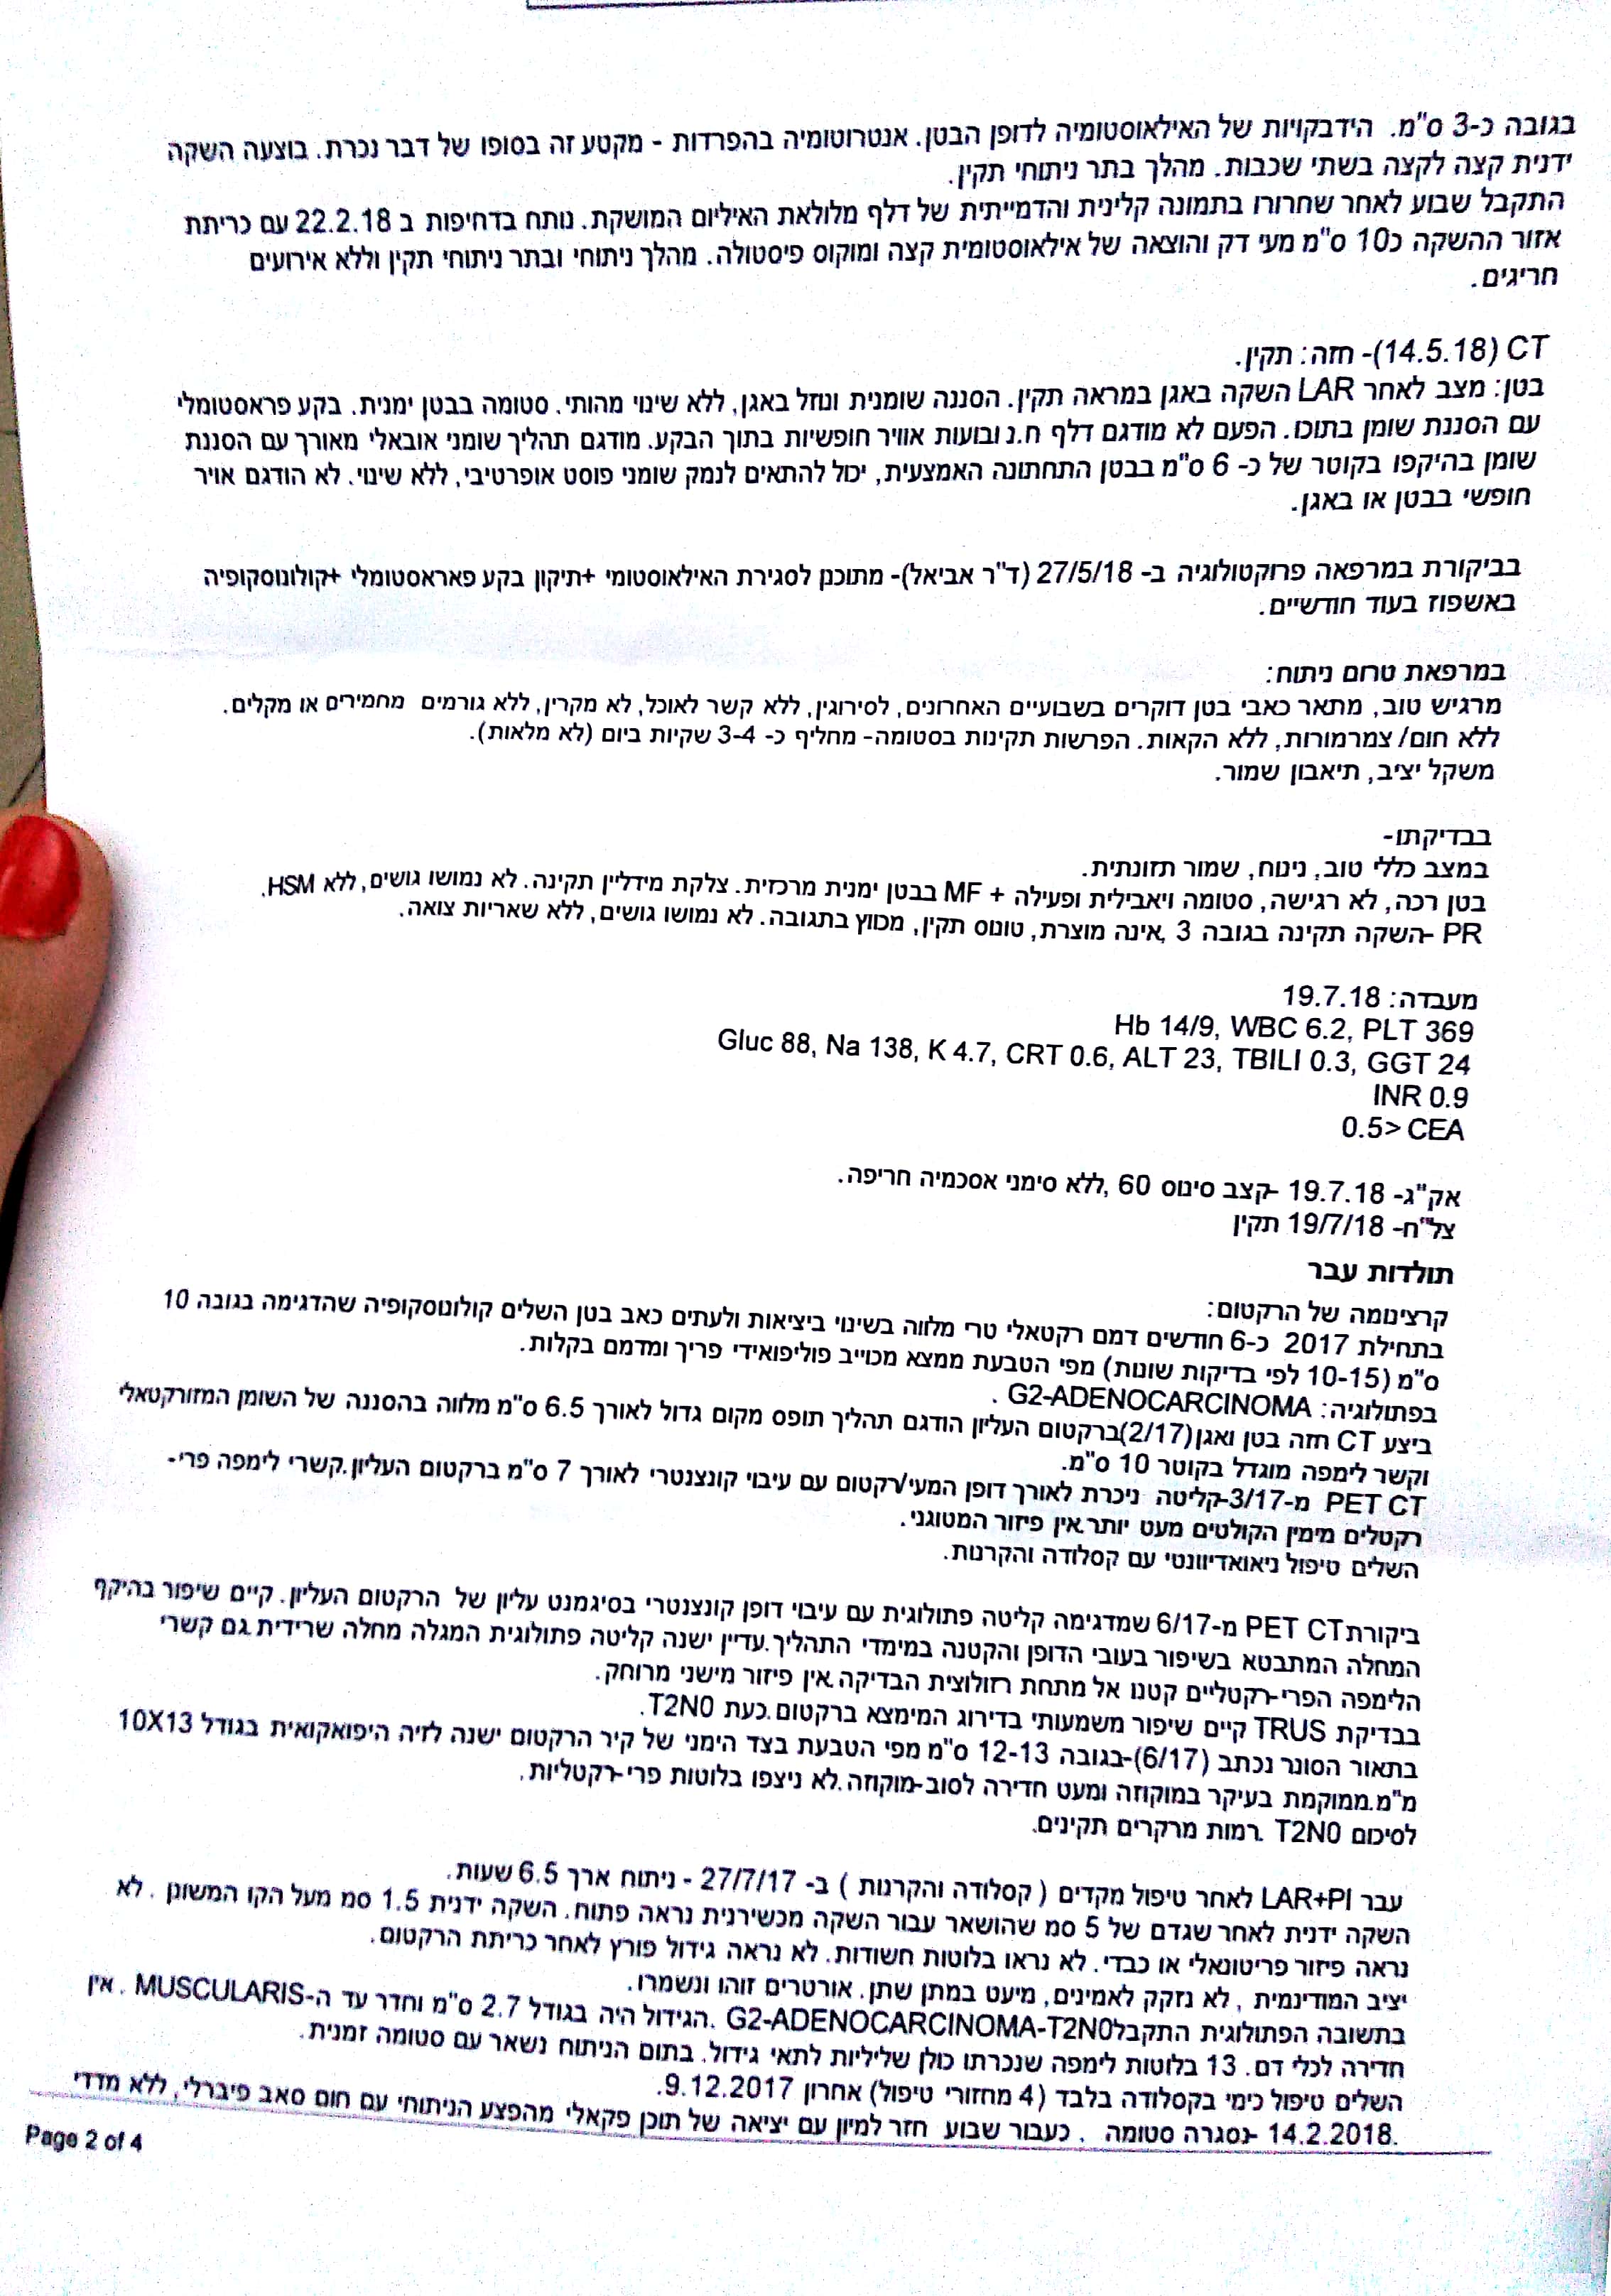 בגובה כ-3 ס"מ. הידבקויות של האילאוסטומיה לדופן הבטן. אנטרוטומיה בהפרדות - מקטע זה בסופו של דבר נכרת. בוצעה השקה
ידנית קצה לקצה בשתי שכבות. מהלך בתר ניתוחי תקין.
התקבל שבוע לאחר שחרורו בתמונה קלינית והדמייתית של דלף מלולאת האיליום המושקת. נותח בדחיפות ב 22.2.18 עם כריתת
אזור ההשקה כ10 ס"מ מעי דק והוצאה של אילאוסטומית קצה ומוקוס פיסטולה. מהלך ניתוחי ובתר ניתוחי תקין וללא אירועים
חריגים.
CT (14.5.18)- חזה: תקין.
בטן: מצב לאחר LAR השקה באגן במראה תקין. הסננה שומנית ונוזל באגן, ללא שינוי מהותי. סטומה בבטן ימנית. בקע פראסטומלי
עם הסננת שומן בתוכו. הפעם לא מודגם דלף ח.נ ובועות אוויר חופשיות בתוך הבקע. מודגם תהליך שומני אובאלי מאורך עם הסננת
שומן בהיקפו בקוטר של כ- 6 ס"מ בבטן התחתונה האמצעית, יכול להתאים לנמק שומני פוסט אופרטיבי, ללא שינוי. לא הודגם אויר
חופשי בבטן או באגן.
בביקורת במרפאה פרוקטולוגיה ב- 27/5/18 (ד"ר אביאל)- מתוכנן לסגירת האילאוסטומי +תיקון בקע פאראסטומלי +קולונוסקופיה
באשפוז בעוד חודשיים.
במרפאת טרום ניתוח:
מרגיש טוב, מתאר כאבי בטן דוקרים בשבועיים האחרונים, לסירוגין, ללא קשר לאוכל, לא מקרין, ללא גורמים מחמירים או מקלים.
ללא חום/ צמרמורות, ללא הקאות. הפרשות תקינות בסטומה- מחליף כ- 3-4 שקיות ביום (לא מלאות).
משקל יציב, תיאבון שמור.
בבדיקתו-
במצב כללי טוב, נינוח, שמור תזונתית.
בטן רכה, לא רגישה, סטומה ויאבילית ופעילה + MF בבטן ימנית מרכזית. צלקת מידליין תקינה. לא נמושו גושים, ללא HSM.
PR -השקה תקינה בגובה 3 ,אינה מוצרת, טונוס תקין, מכווץ בתגובה. לא נמושו גושים, ללא שאריות צואה.
מעבדה: 19.7.18
Hb 14/9, WBC 6.2, PLT 369
Gluc 88, Na 138, K 4.7, CRT 0.6, ALT 23, TBILI 0.3, GGT 24
INR 0.9
0.5> CEA
אק"ג- 19.7.18 -קצב סינוס 60 ,ללא סימני אסכמיה חריפה.
צל"ח- 19/7/18 תקין
תולדות עבר
קרצינומה של הרקטום:
בתחילת 2017 כ-6 חודשים דמם רקטאלי טרי מלווה בשינוי ביציאות ולעתים כאב בטן השלים קולונוסקופיה שהדגימה בגובה 10
ס"מ (10-15 לפי בדיקות שונות) מפי הטבעת ממצא מכוייב פוליפואידי פריך ומדמם בקלות.
בפתולוגיה: G2-ADENOCARCINOMA .
ביצע CT חזה בטן ואגן(2/17)ברקטום העליון הודגם תהליך תופס מקום גדול לאורך 6.5 ס"מ מלווה בהסננה של השומן המזורקטאלי
וקשר לימפה מוגדל בקוטר 10 ס"מ.
PET CT מ-3/17-קליטה ניכרת לאורך דופן המעי/רקטום עם עיבוי קונצנטרי לאורך 7 ס"מ ברקטום העליון.קשרי לימפה פרי-
רקטלים מימין הקולטים מעט יותר.אין פיזור המטוגני.
השלים טיפול ניאואדיוונטי עם קסלודה והקרנות.
ביקורתPET CT מ-6/17 שמדגימה קליטה פתולוגית עם עיבוי דופן קונצנטרי בסיגמנט עליון של הרקטום העליון. קיים שיפור בהיקף
המחלה המתבטא בשיפור בעובי הדופן והקטנה במימדי התהליך.עדיין ישנה קליטה פתולוגית המגלה מחלה שרידית.גם קשרי
הלימפה הפרי-רקטליים קטנו אל מתחת רזולוצית הבדיקה.אין פיזור מישני מרוחק.
בבדיקת TRUS קיים שיפור משמעותי בדירוג המימצא ברקטום.כעת T2N0.
בתאור הסונר נכתב (6/17)-בגובה 12-13 ס"מ מפי הטבעת בצד הימני של קיר הרקטום ישנה לזיה היפואקואית בגודל 10X13
מ"מ.ממוקמת בעיקר במוקוזה ומעט חדירה לסוב-מוקוזה.לא ניצפו בלוטות פרי-רקטליות.
לסיכום T2N0 .רמות מרקרים תקינים.
עבר LAR+PI לאחר טיפול מקדים ( קסלודה והקרנות ) ב- 27/7/17 - ניתוח ארך 6.5 שעות.
השקה ידנית לאחר שגדם של 5 סמ שהושאר עבור השקה מכשירנית נראה פתוח. השקה ידנית 1.5 סמ מעל הקו המשונן . לא
נראה פיזור פריטונאלי או כבדי. לא נראו בלוטות חשודות. לא נראה גידול פורץ לאחר כריתת הרקטום.
יציב המודינמית , לא נזקק לאמינים, מיעט במתן שתן. אורטרים זוהו ונשמרו.
בתשובה הפתולוגית התקבלG2-ADENOCARCINOMA-T2N0 .הגידול היה בגודל 2.7 ס"מ וחדר עד ה-MUSCULARIS . אין
חדירה לכלי דם. 13 בלוטות לימפה שנכרתו כולן שליליות לתאי גידול. בתום הניתוח נשאר עם סטומה זמנית.
השלים טיפול כימי בקסלודה בלבד (4 מחזורי טיפול) אחרון 9.12.2017.
14.2.2018. -נסגרה סטומה . כעבור שבוע חזר למיון עם יציאה של תוכן פקאלי מהפצע הניתוחי עם חום סאב פיברלי, ללא מדדי
Page 2 of 4